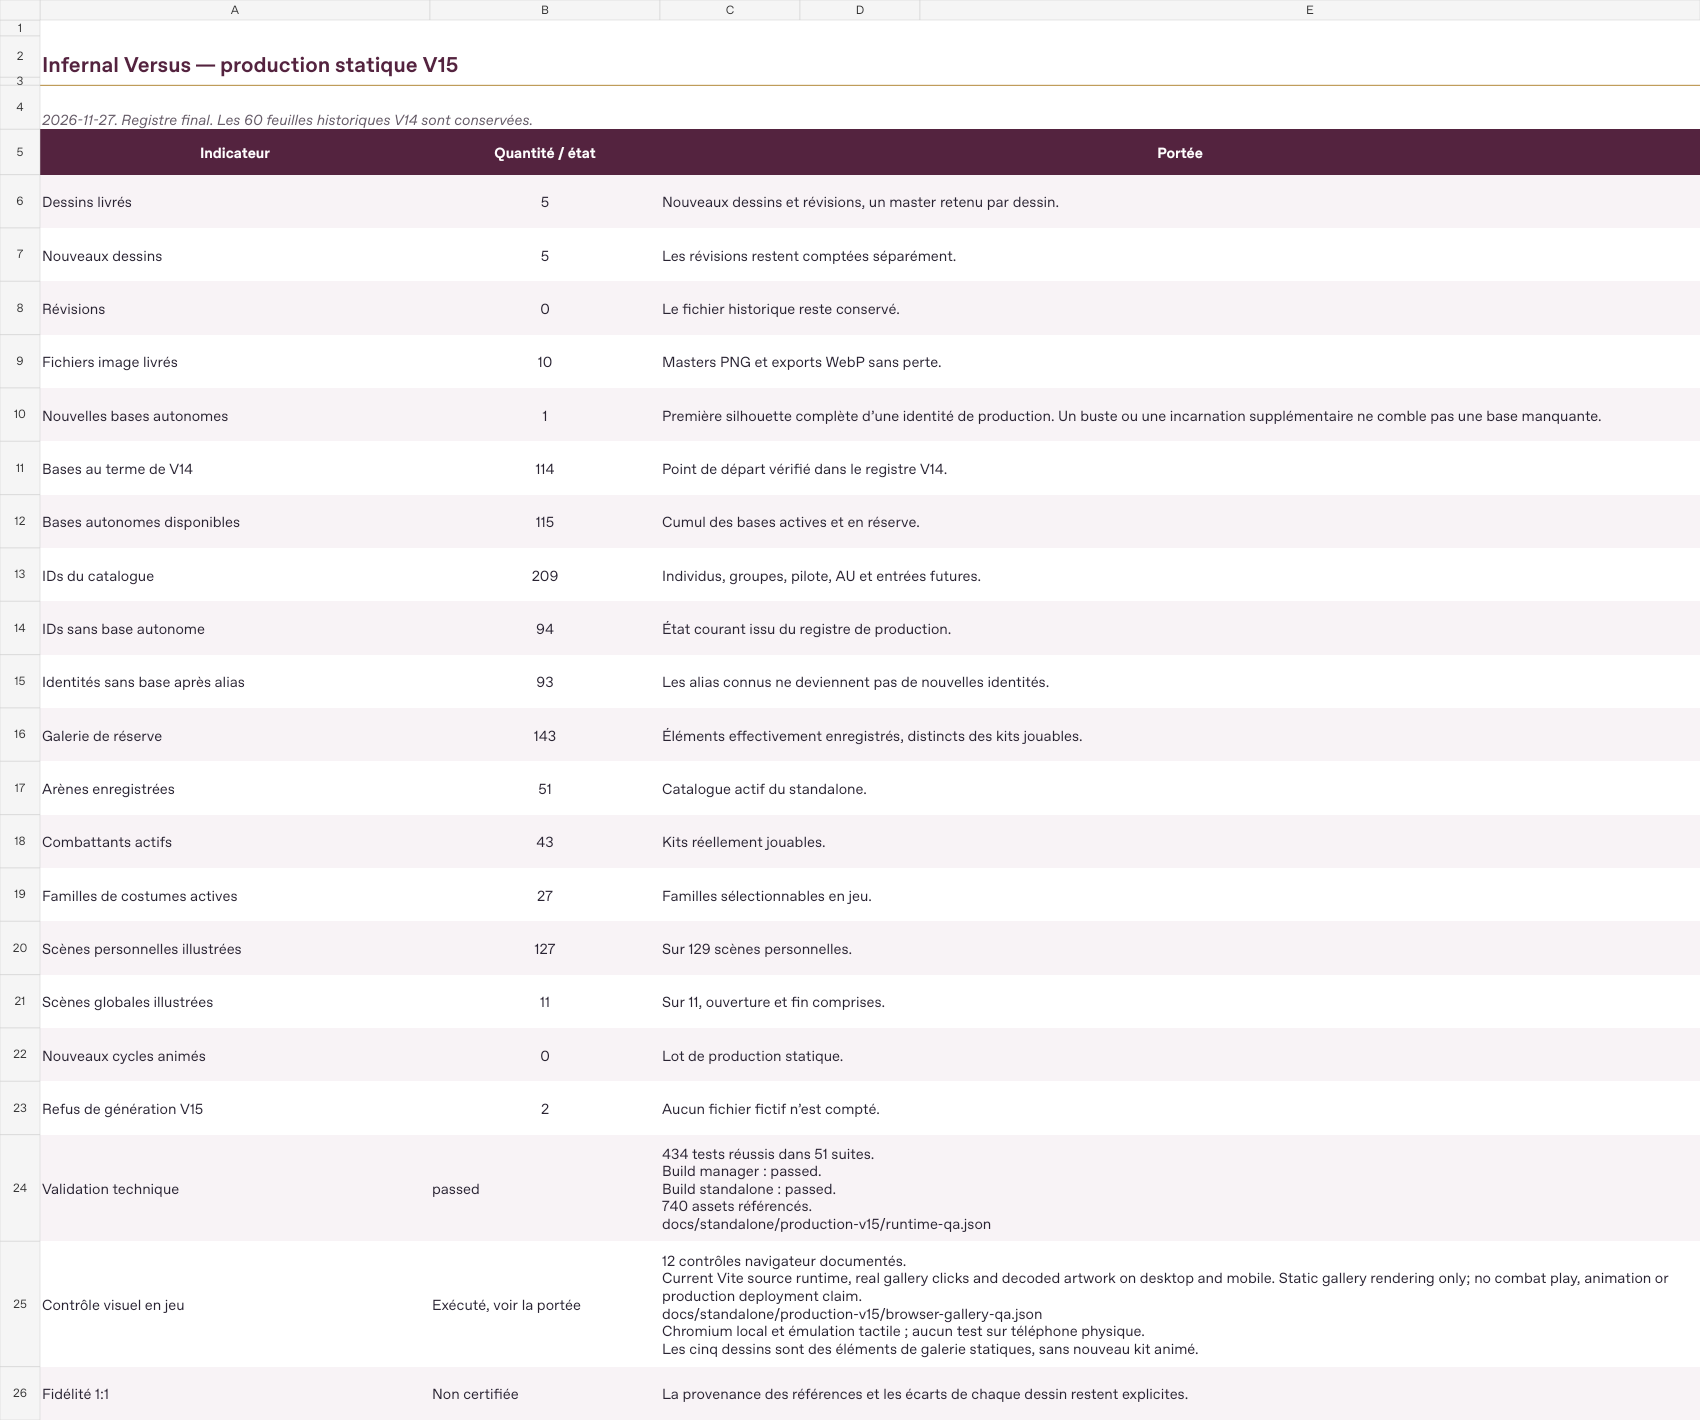 A B C D E
1
2 Infernal Versus — production statique V15
3
4 2026-11-27. Registre final. Les 60 feuilles historiques V14 sont conservées.
5 Indicateur Quantité / état Portée
6 Dessins livrés 5 Nouveaux dessins et révisions, un master retenu par dessin.
7 Nouveaux dessins 5 Les révisions restent comptées séparément.
8 Révisions 0 Le fichier historique reste conservé.
9 Fichiers image livrés 10 Masters PNG et exports WebP sans perte.
10 Nouvelles bases autonomes 1 Première silhouette complète d’une identité de production. Un buste ou une incarnation supplémentaire ne comble pas une base manquante.
11 Bases au terme de V14 114 Point de départ vérifié dans le registre V14.
12 Bases autonomes disponibles 115 Cumul des bases actives et en réserve.
13 IDs du catalogue 209 Individus, groupes, pilote, AU et entrées futures.
14 IDs sans base autonome 94 État courant issu du registre de production.
15 Identités sans base après alias 93 Les alias connus ne deviennent pas de nouvelles identités.
16 Galerie de réserve 143 Éléments effectivement enregistrés, distincts des kits jouables.
17 Arènes enregistrées 51 Catalogue actif du standalone.
18 Combattants actifs 43 Kits réellement jouables.
19 Familles de costumes actives 27 Familles sélectionnables en jeu.
20 Scènes personnelles illustrées 127 Sur 129 scènes personnelles.
21 Scènes globales illustrées 11 Sur 11, ouverture et fin comprises.
22 Nouveaux cycles animés 0 Lot de production statique.
23 Refus de génération V15 2 Aucun fichier fictif n’est compté.
24 Validation technique passed
434 tests réussis dans 51 suites.
Build manager : passed.
Build standalone : passed.
740 assets référencés.
docs/standalone/production-v15/runtime-qa.json
25 Contrôle visuel en jeu Exécuté, voir la portée
12 contrôles navigateur documentés.
Current Vite source runtime, real gallery clicks and decoded artwork on desktop and mobile. Static gallery rendering only; no combat play, animation or
production deployment claim.
docs/standalone/production-v15/browser-gallery-qa.json
Chromium local et émulation tactile ; aucun test sur téléphone physique.
Les cinq dessins sont des éléments de galerie statiques, sans nouveau kit animé.
26 Fidélité 1:1 Non certifiée La provenance des références et les écarts de chaque dessin restent explicites.